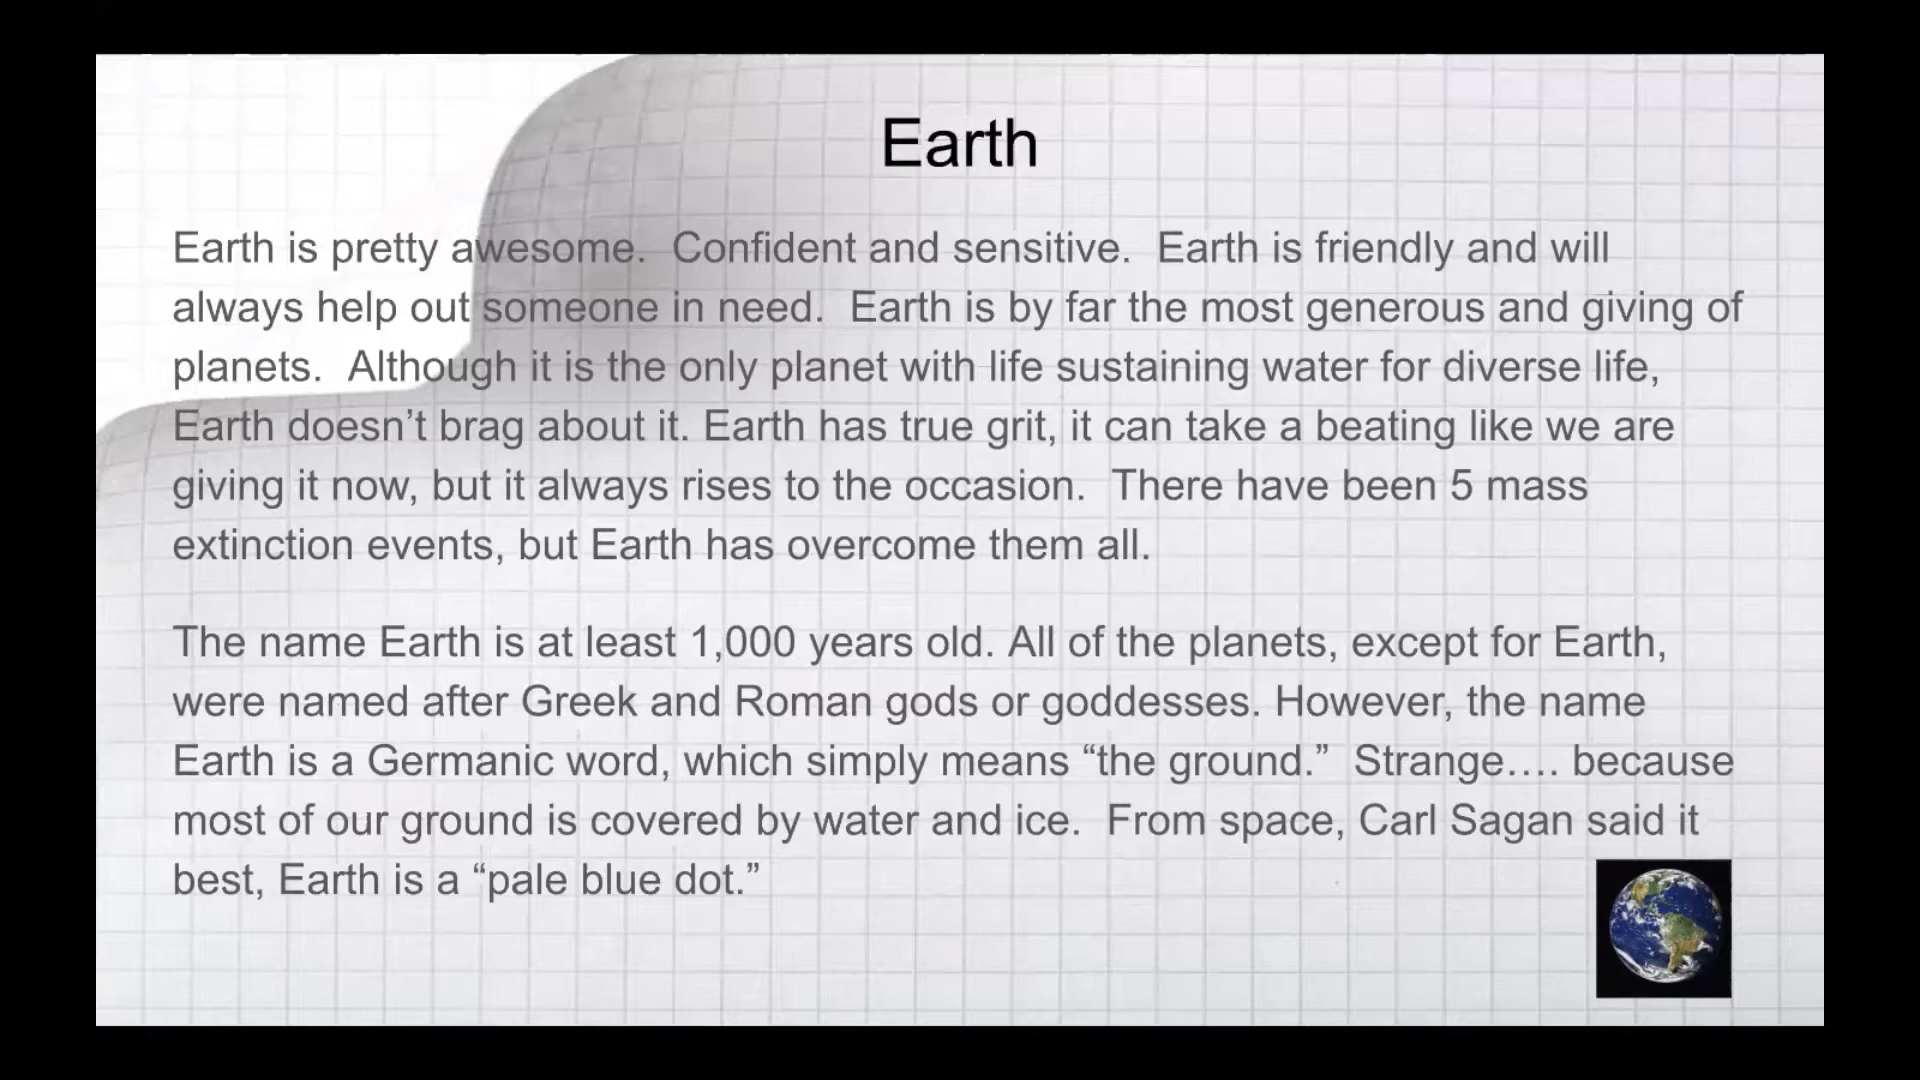 Earth
Earth is pretty awesome.  Confident and sensitive.  Earth is friendly and will
always help out someone in need.  Earth is by far the most generous and giving of
planets.  Although it is the only planet with life sustaining water for diverse life,
Earth doesn’t brag about it. Earth has true grit, it can take a beating like we are
giving it now, but it always rises to the occasion.  There have been 5 mass
extinction events, but Earth has overcome them all.
The name Earth is at least 1,000 years old. All of the planets, except for Earth,
were named after Greek and Roman gods or goddesses. However, the name
Earth is a Germanic word, which simply means “the ground.”  Strange…. because
most of our ground is covered by water and ice.  From space, Carl Sagan said it
best, Earth is a “pale blue dot.”